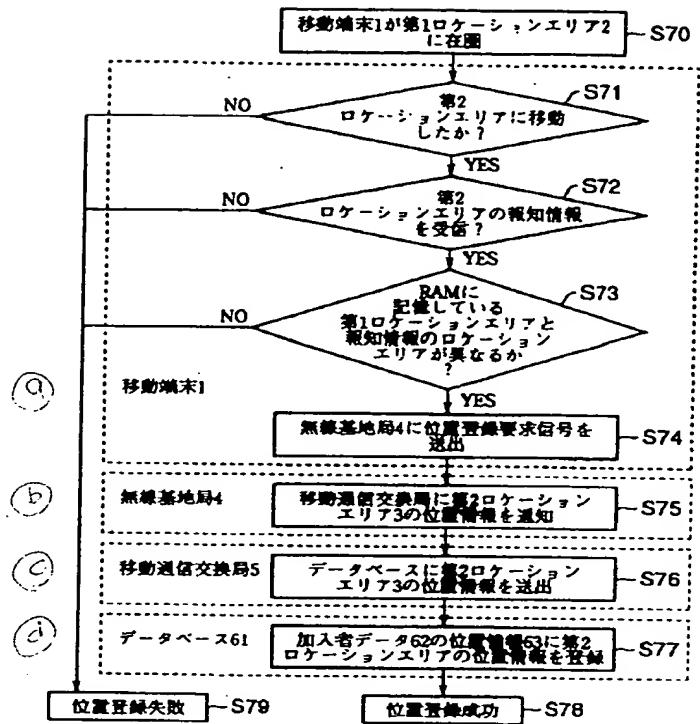 移動端末1が第1ロケーションエリア2
に在圏
S70
第2
ロケーションエリアに移動
したか?
S71
NO
YES
第2
ロケーションエリアの報知情報
を受信?
S72
NO
YES
RAMに
記憶している
第1ロケーションエリアと
報知情報のロケーション
エリアが異なるか
?
S73
NO
YES
ⓐ
移動端末1
無線基地局4に位置登録要求信号を
送出
S74
ⓑ
無線基地局4
移動通信交換局に第2ロケーション
エリア3の位置情報を通知
S75
ⓒ
移動通信交換局5
データベースに第2ロケーション
エリア3の位置情報を送出
S76
ⓓ
データベース61
加入者データ62の位置情報63に第2
ロケーションエリアの位置情報を登録
S77
位置登録失敗
S79
位置登録成功
S78